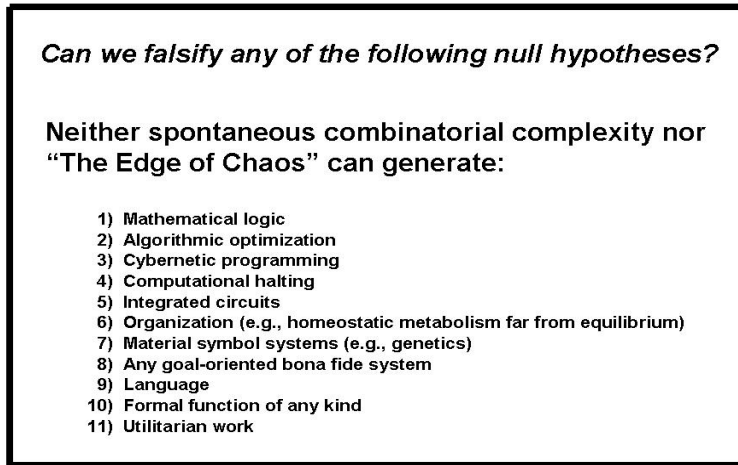 Can we falsify any of the following null hypotheses?
Neither spontaneous combinatorial complexity nor
“The Edge of Chaos” can generate:
1) Mathematical logic
2) Algorithmic optimization
3) Cybernetic programming
4) Computational halting
5) Integrated circuits
6) Organization (e.g., homeostatic metabolism far from equilibrium)
7) Material symbol systems (e.g., genetics)
8) Any goal-oriented bona fide system
9) Language
10) Formal function of any kind
11) Utilitarian work